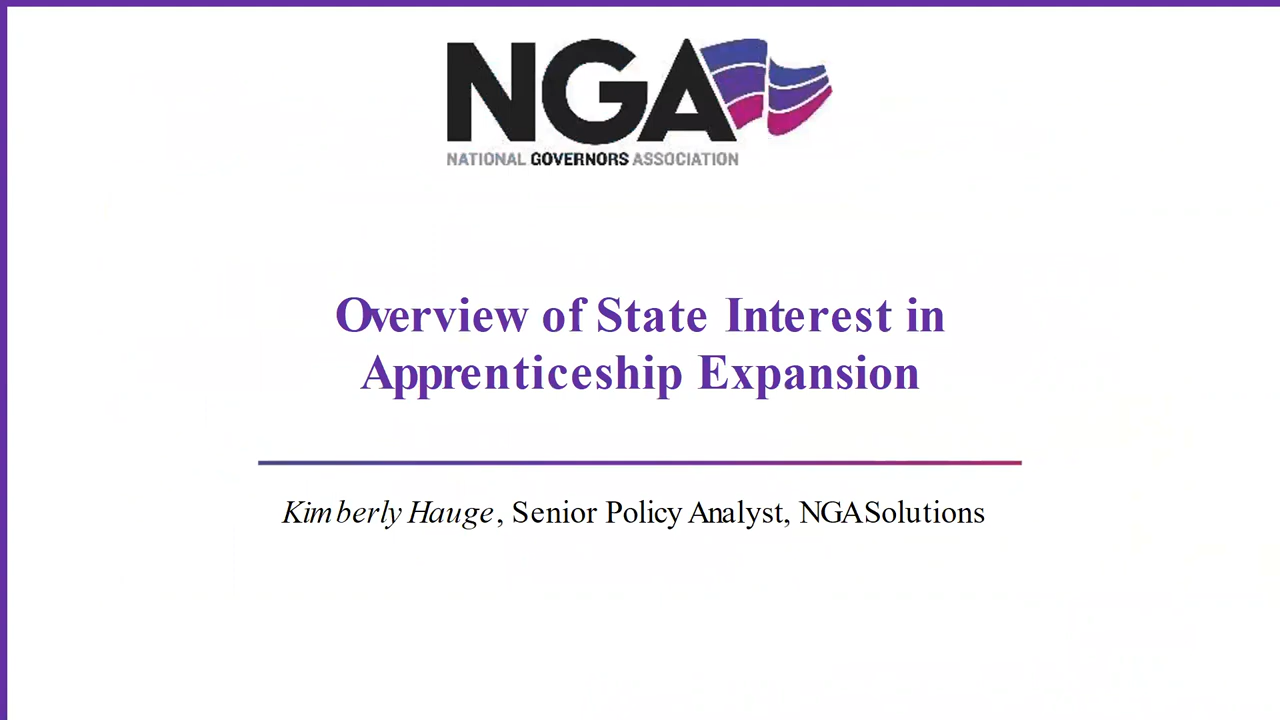 NGA
NATIONAL GOVERNORS ASSOCIATION
Overview of State Interest in
Apprenticeship Expansion
Kimberly Hauge, Senior Policy Analyst, NGA Solutions